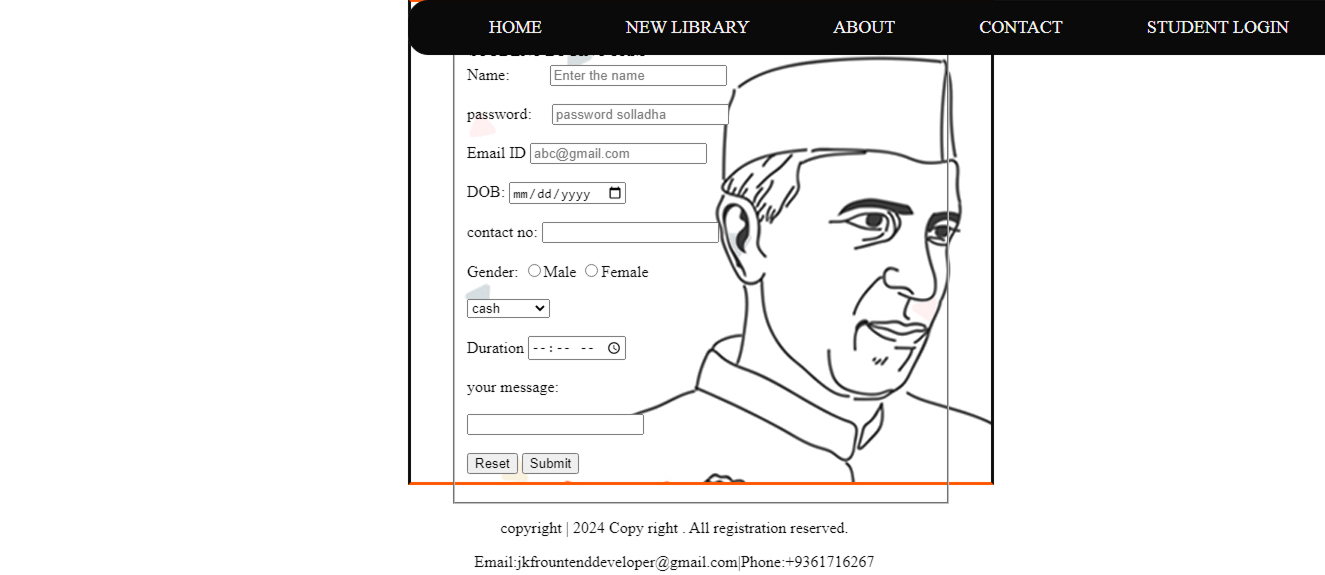 HOME NEW LIBRARY ABOUT CONTACT STUDENT LOGIN
Name: Enter the name
password: password solladha
Email ID abc@gmail.com
DOB: mm/dd/yyyy
contact no:
Gender: Male Female
cash
Duration --:-- --
your message:
Reset Submit
copyright | 2024 Copy right . All registration reserved.
Email:jkfrountenddeveloper@gmail.com|Phone:+9361716267